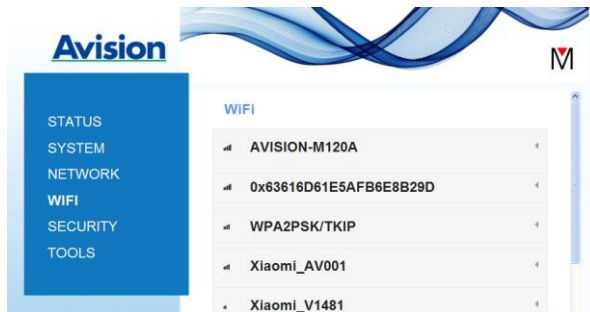 Avision
M
STATUS
SYSTEM
NETWORK
WIFI
SECURITY
TOOLS
WiFi
AVISION-M120A
0x63616D61E5AFB6E8B29D
WPA2PSK/TKIP
Xiaomi_AV001
Xiaomi_V1481